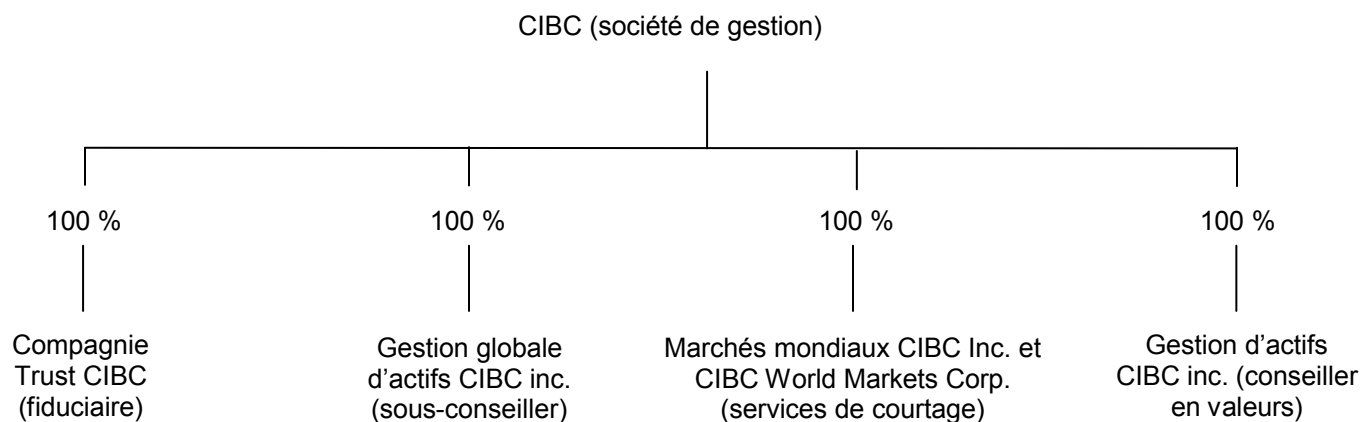 CIBC (société de gestion)
100 %
100 %
100 %
100 %
Compagnie
Trust CIBC
(fiduciaire)
Gestion globale
d’actifs CIBC inc.
(sous-conseiller)
Marchés mondiaux CIBC Inc. et
CIBC World Markets Corp.
(services de courtage)
Gestion d’actifs
CIBC inc. (conseiller
en valeurs)